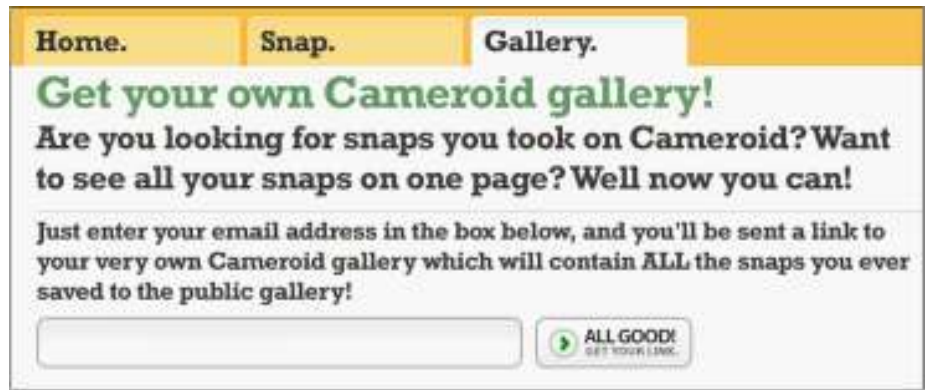 Home. Snap. Gallery.
Get your own Cameroid gallery!
Are you looking for snaps you took on Cameroid? Want
to see all your snaps on one page? Well now you can!
Just enter your email address in the box below, and you'll be sent a link to
your very own Cameroid gallery which will contain ALL the snaps you ever
saved to the public gallery!
ALL GOOD!
GET YOUR LINK.